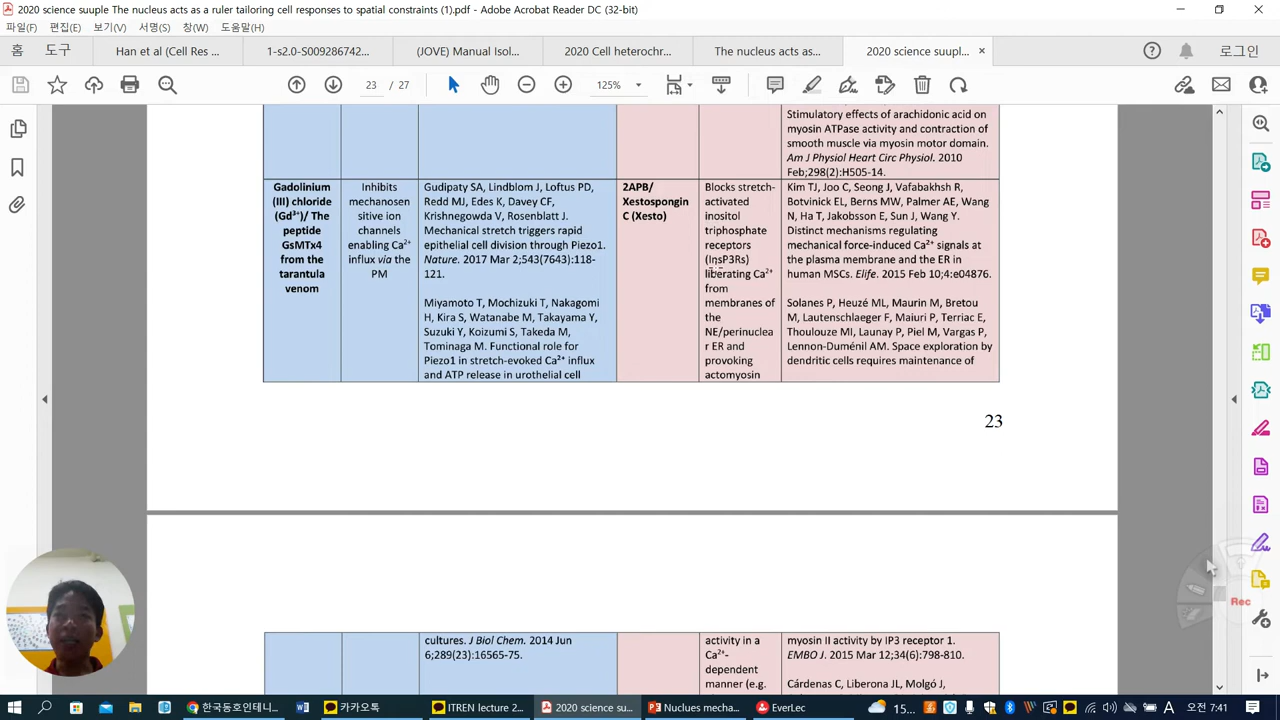 2020 science suuple The nucleus acts as a ruler tailoring cell responses to spatial constraints (1).pdf - Adobe Acrobat Reader DC (32-bit)
파일(F) 편집(E) 보기(V) 서명(S) 창(W) 도움말(H)
홈 도구 Han et al (Cell Res ... 1-s2.0-S009286742... (JOVE) Manual Isol... 2020 Cell heterochr... The nucleus acts as... 2020 science suupl... × 로그인
23 / 27 125%
Stimulatory effects of arachidonic acid on
myosin ATPase activity and contraction of
smooth muscle via myosin motor domain.
Am J Physiol Heart Circ Physiol. 2010
Feb;298(2):H505-14.
Gadolinium
(III) chloride
(Gd³⁺)/ The
peptide
GsMTx4
from the
tarantula
venom
Inhibits
mechanosen
sitive ion
channels
enabling Ca²⁺
influx via the
PM
Gudipaty SA, Lindblom J, Loftus PD,
Redd MJ, Edes K, Davey CF,
Krishnegowda V, Rosenblatt J.
Mechanical stretch triggers rapid
epithelial cell division through Piezo1.
Nature. 2017 Mar 2;543(7643):118-
121.
Miyamoto T, Mochizuki T, Nakagomi
H, Kira S, Watanabe M, Takayama Y,
Suzuki Y, Koizumi S, Takeda M,
Tominaga M. Functional role for
Piezo1 in stretch-evoked Ca²⁺ influx
and ATP release in urothelial cell
2APB/
Xestospongin
C (Xesto)
Blocks stretch-
activated
inositol
triphosphate
receptors
(InsP3Rs)
liberating Ca²⁺
from
membranes of
the
NE/perinuclea
r ER and
provoking
actomyosin
Kim TJ, Joo C, Seong J, Vafabakhsh R,
Botvinick EL, Berns MW, Palmer AE, Wang
N, Ha T, Jakobsson E, Sun J, Wang Y.
Distinct mechanisms regulating
mechanical force-induced Ca²⁺ signals at
the plasma membrane and the ER in
human MSCs. Elife. 2015 Feb 10;4:e04876.
Solanes P, Heuzé ML, Maurin M, Bretou
M, Lautenschlaeger F, Maiuri P, Terriac E,
Thoulouze MI, Launay P, Piel M, Vargas P,
Lennon-Duménil AM. Space exploration by
dendritic cells requires maintenance of
23
cultures. J Biol Chem. 2014 Jun
6;289(23):16565-75.
activity in a
Ca²⁺-
dependent
manner (e.g.
myosin II activity by IP3 receptor 1.
EMBO J. 2015 Mar 12;34(6):798-810.
Cárdenas C, Liberona JL, Molgó J,
Rec
한국동호인테니... 카카오톡 ITREN lecture 2... 2020 science su... Nuclues mecha... EverLec 15... A 오전 7:41